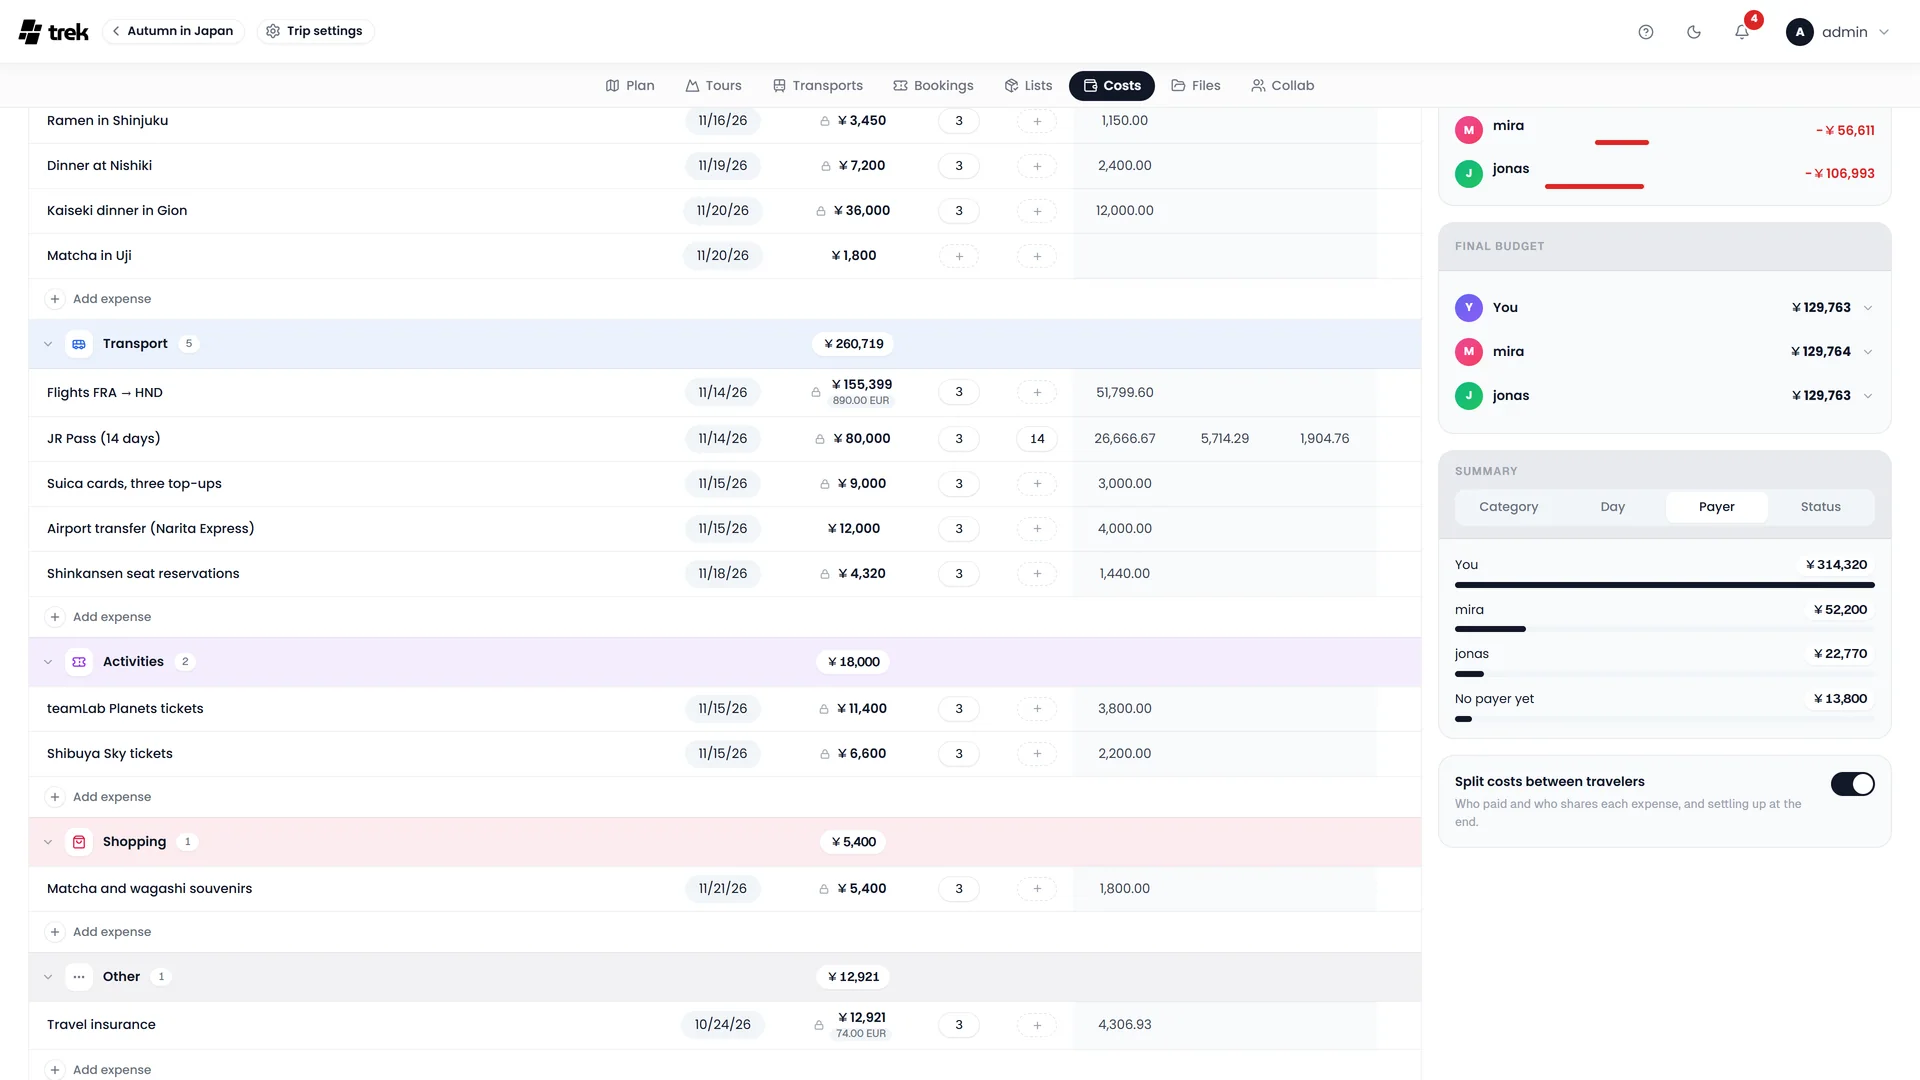 trek
Autumn in Japan
Trip settings
4
A
admin
Plan
Tours
Transports
Bookings
Lists
Costs
Files
Collab
Ramen in Shinjuku 11/16/26 ¥ 3,450 3 + 1,150.00
Dinner at Nishiki 11/19/26 ¥ 7,200 3 + 2,400.00
Kaiseki dinner in Gion 11/20/26 ¥ 36,000 3 + 12,000.00
Matcha in Uji 11/20/26 ¥ 1,800 + +
+ Add expense
Transport 5 ¥ 260,719
Flights FRA → HND 11/14/26 ¥ 155,399 3 + 51,799.60
890.00 EUR
JR Pass (14 days) 11/14/26 ¥ 80,000 3 14 26,666.67 5,714.29 1,904.76
Suica cards, three top-ups 11/15/26 ¥ 9,000 3 + 3,000.00
Airport transfer (Narita Express) 11/15/26 ¥ 12,000 3 + 4,000.00
Shinkansen seat reservations 11/18/26 ¥ 4,320 3 + 1,440.00
+ Add expense
Activities 2 ¥ 18,000
teamLab Planets tickets 11/15/26 ¥ 11,400 3 + 3,800.00
Shibuya Sky tickets 11/15/26 ¥ 6,600 3 + 2,200.00
+ Add expense
Shopping 1 ¥ 5,400
Matcha and wagashi souvenirs 11/21/26 ¥ 5,400 3 + 1,800.00
+ Add expense
Other 1 ¥ 12,921
Travel insurance 10/24/26 ¥ 12,921 3 + 4,306.93
74.00 EUR
+ Add expense
M mira -¥ 56,611
J jonas -¥ 106,993
FINAL BUDGET
Y You ¥ 129,763
M mira ¥ 129,764
J jonas ¥ 129,763
SUMMARY
Category Day Payer Status
You ¥ 314,320
mira ¥ 52,200
jonas ¥ 22,770
No payer yet ¥ 13,800
Split costs between travelers
Who paid and who shares each expense, and settling up at the
end.